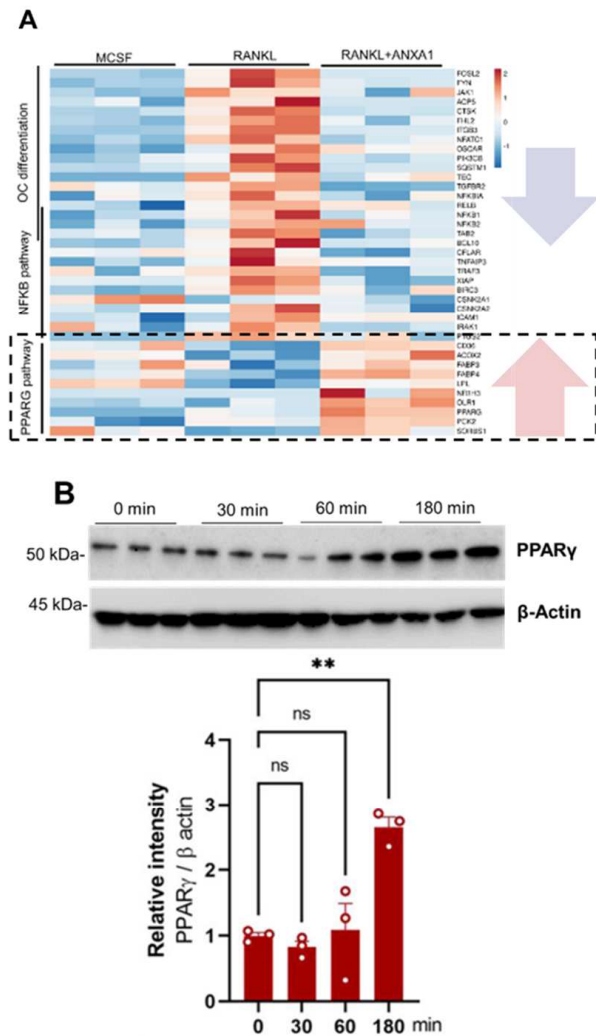 A
MCSF RANKL RANKL+ANXA1
OC differentiation
NFKB pathway
PPARG pathway
2
1
0
-1
FOSL2
FYN
JAK1
ACP5
CTSK
FHL2
ITGB3
NFATC1
OSCAR
PIK3CB
SQSTM1
TEC
TGFBR2
NFKBIA
RELB
NFKB1
NFKB2
TAB2
BCL10
CFLAR
TNFAIP3
TRAF3
XIAP
BIRC3
CSNK2A1
CSNK2A2
ICAM1
IRAK1
PTGS2
CD36
ACOX2
FABP3
FABP4
LPL
NR1H3
OLR1
PPARG
PCK2
SORBS1
B
0 min 30 min 60 min 180 min
50 kDa- PPARγ
45 kDa- β-Actin
**
ns
ns
Relative intensity
PPARγ / β actin
4
3
2
1
0
0 30 60 180 min